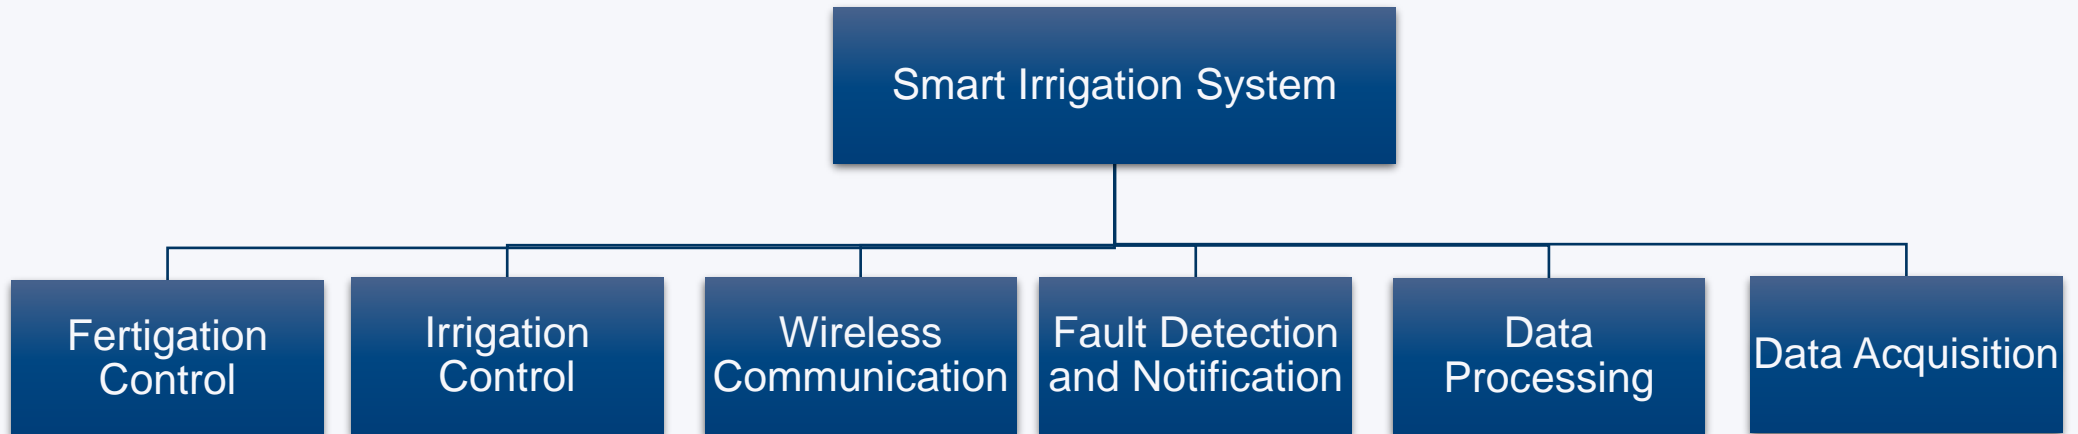 Smart Irrigation System
Fertigation
Control
Irrigation
Control
Wireless
Communication
Fault Detection
and Notification
Data
Processing
Data Acquisition